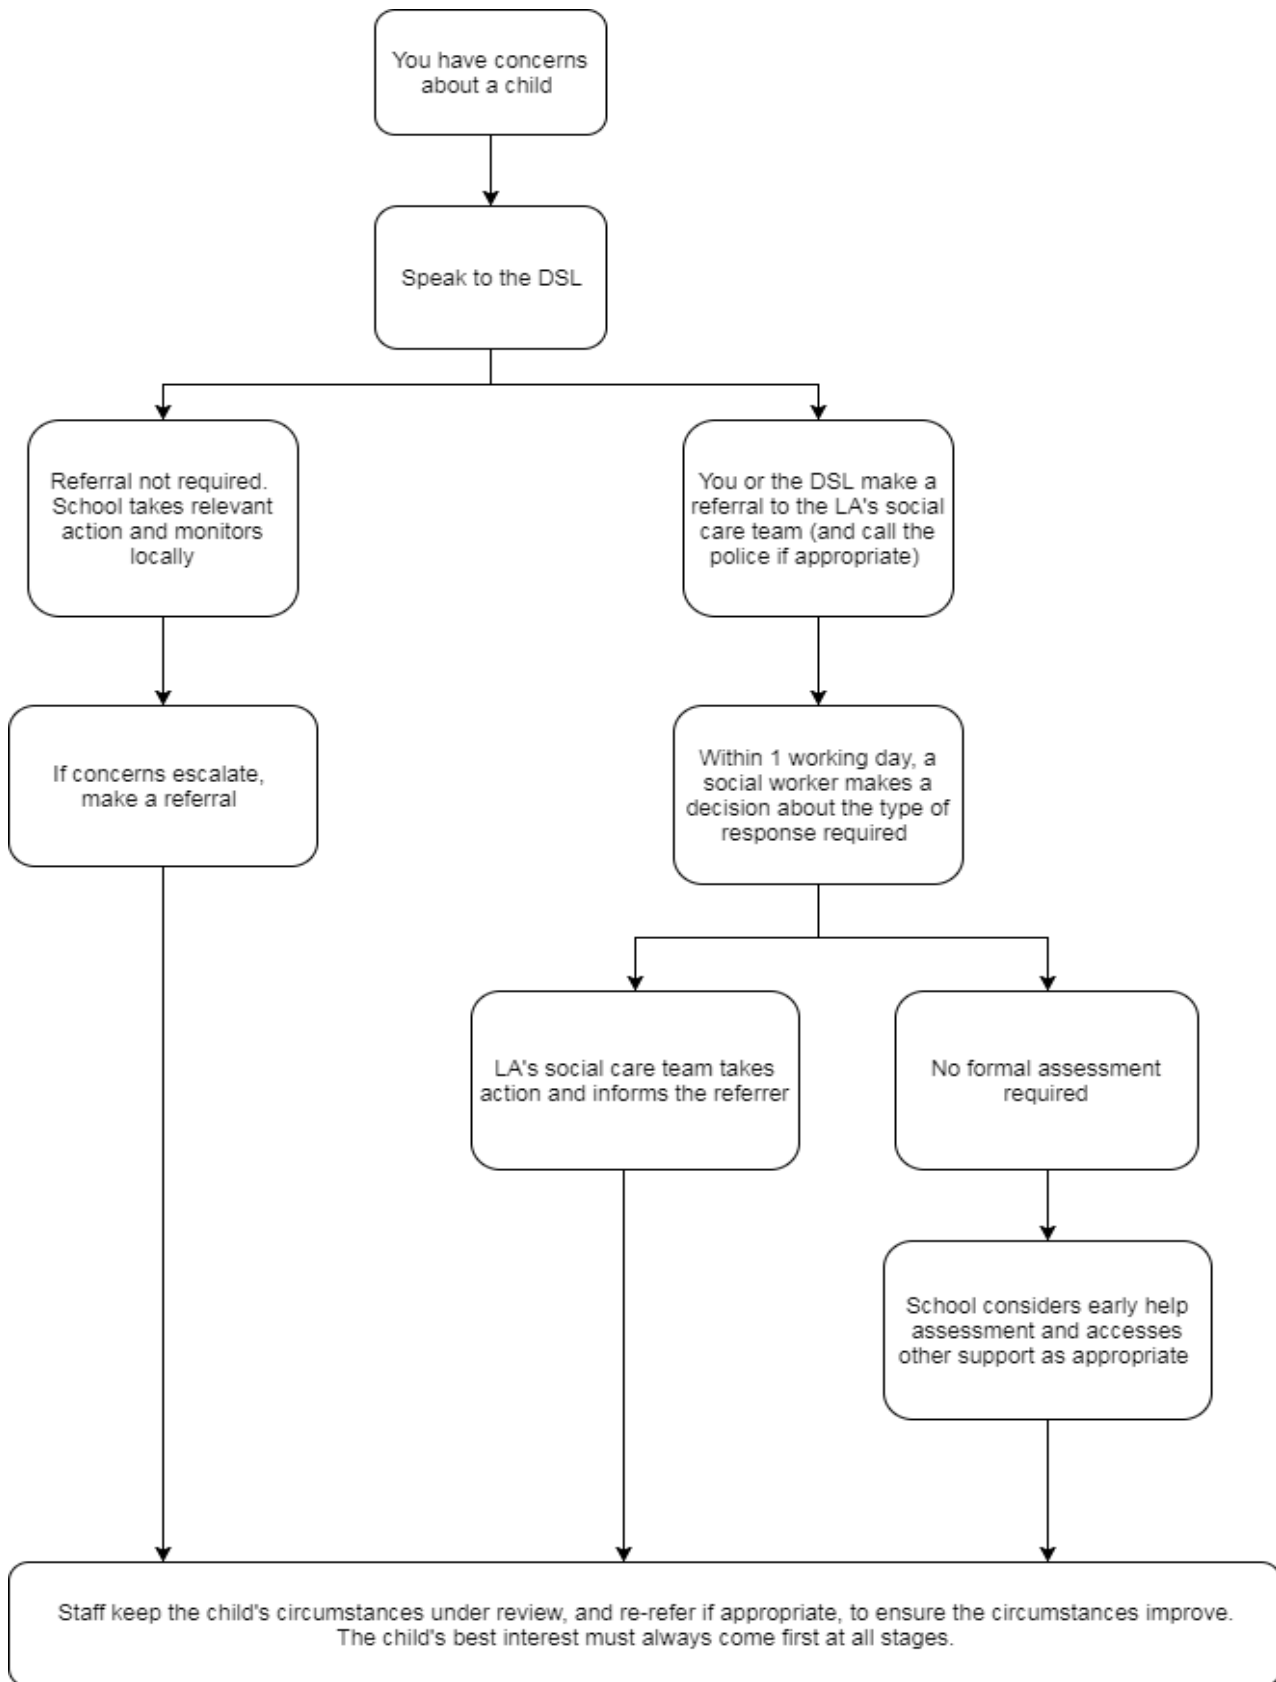 You have concerns
about a child
Speak to the DSL
Referral not required.
School takes relevant
action and monitors
locally
You or the DSL make a
referral to the LA's social
care team (and call the
police if appropriate)
If concerns escalate,
make a referral
Within 1 working day, a
social worker makes a
decision about the type of
response required
LA's social care team takes
action and informs the referrer
No formal assessment
required
School considers early help
assessment and accesses
other support as appropriate
Staff keep the child's circumstances under review, and re-refer if appropriate, to ensure the circumstances improve.
The child's best interest must always come first at all stages.